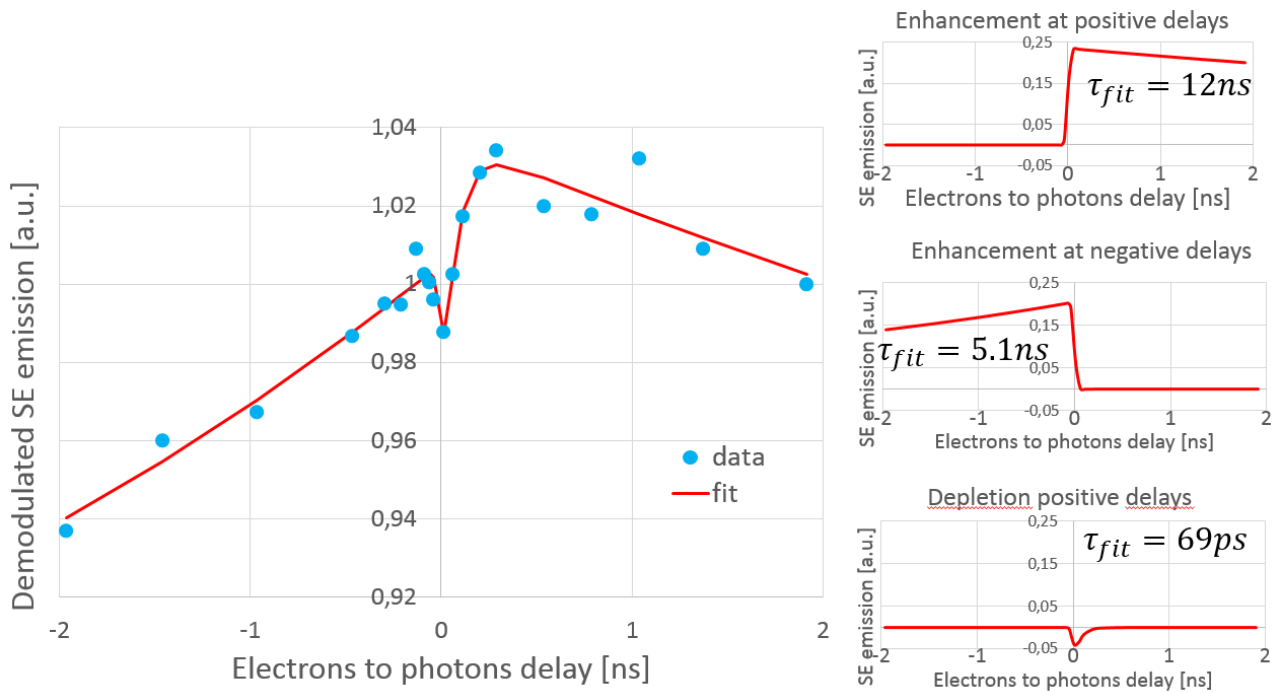 Demodulated SE emission [a.u.]
1,04
1,02
1
0,98
0,96
0,94
0,92
-2
-1
0
1
2
Electrons to photons delay [ns]
data
fit
Enhancement at positive delays
SE emission [a.u.]
0,25
0,15
0,05
-0,05
τfit = 12ns
-2
-1
0
1
2
Electrons to photons delay [ns]
Enhancement at negative delays
SE emission [a.u.]
0,25
0,15
0,05
-0,05
τfit = 5.1ns
-2
-1
0
1
2
Electrons to photons delay [ns]
Depletion positive delays
SE emission [a.u.]
0,25
0,15
0,05
-0,05
τfit = 69ps
-2
-1
0
1
2
Electrons to photons delay [ns]